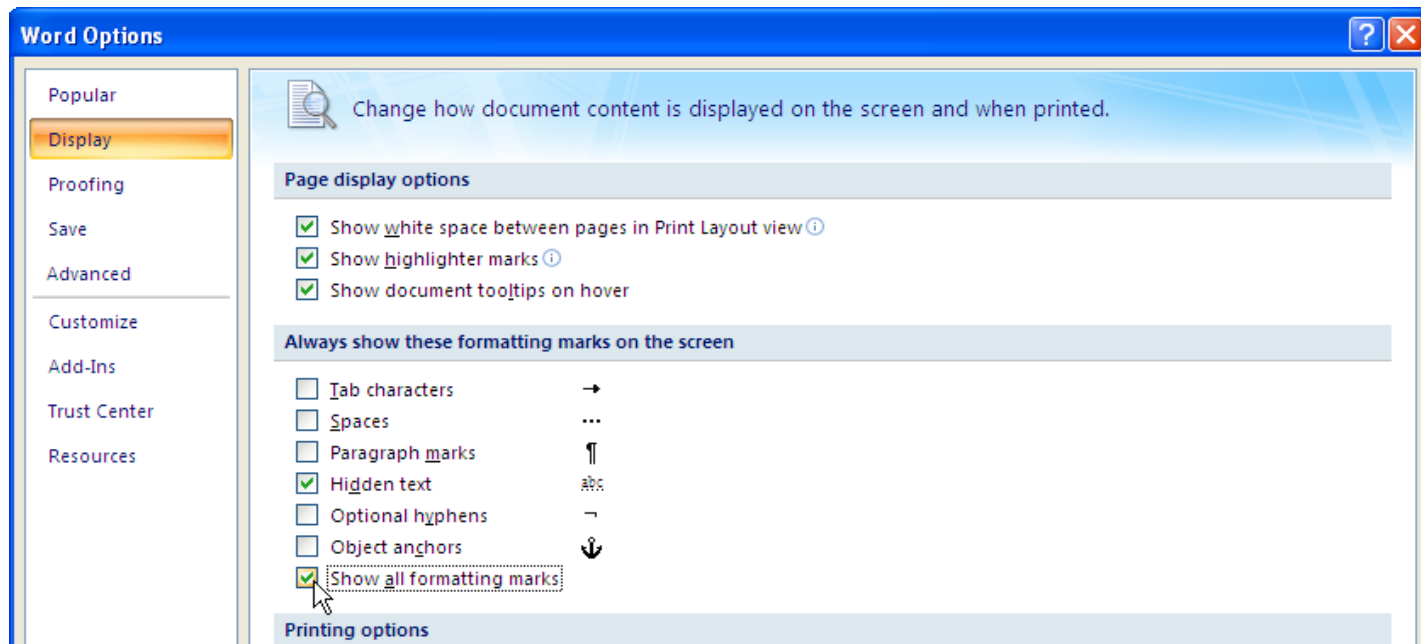 Word Options
Popular
Display
Proofing
Save
Advanced
Customize
Add-Ins
Trust Center
Resources
Change how document content is displayed on the screen and when printed.
Page display options
Show white space between pages in Print Layout view
Show highlighter marks
Show document tooltips on hover
Always show these formatting marks on the screen
Tab characters →
Spaces ...
Paragraph marks ¶
Hidden text abc
Optional hyphens ¬
Object anchors
Show all formatting marks
Printing options